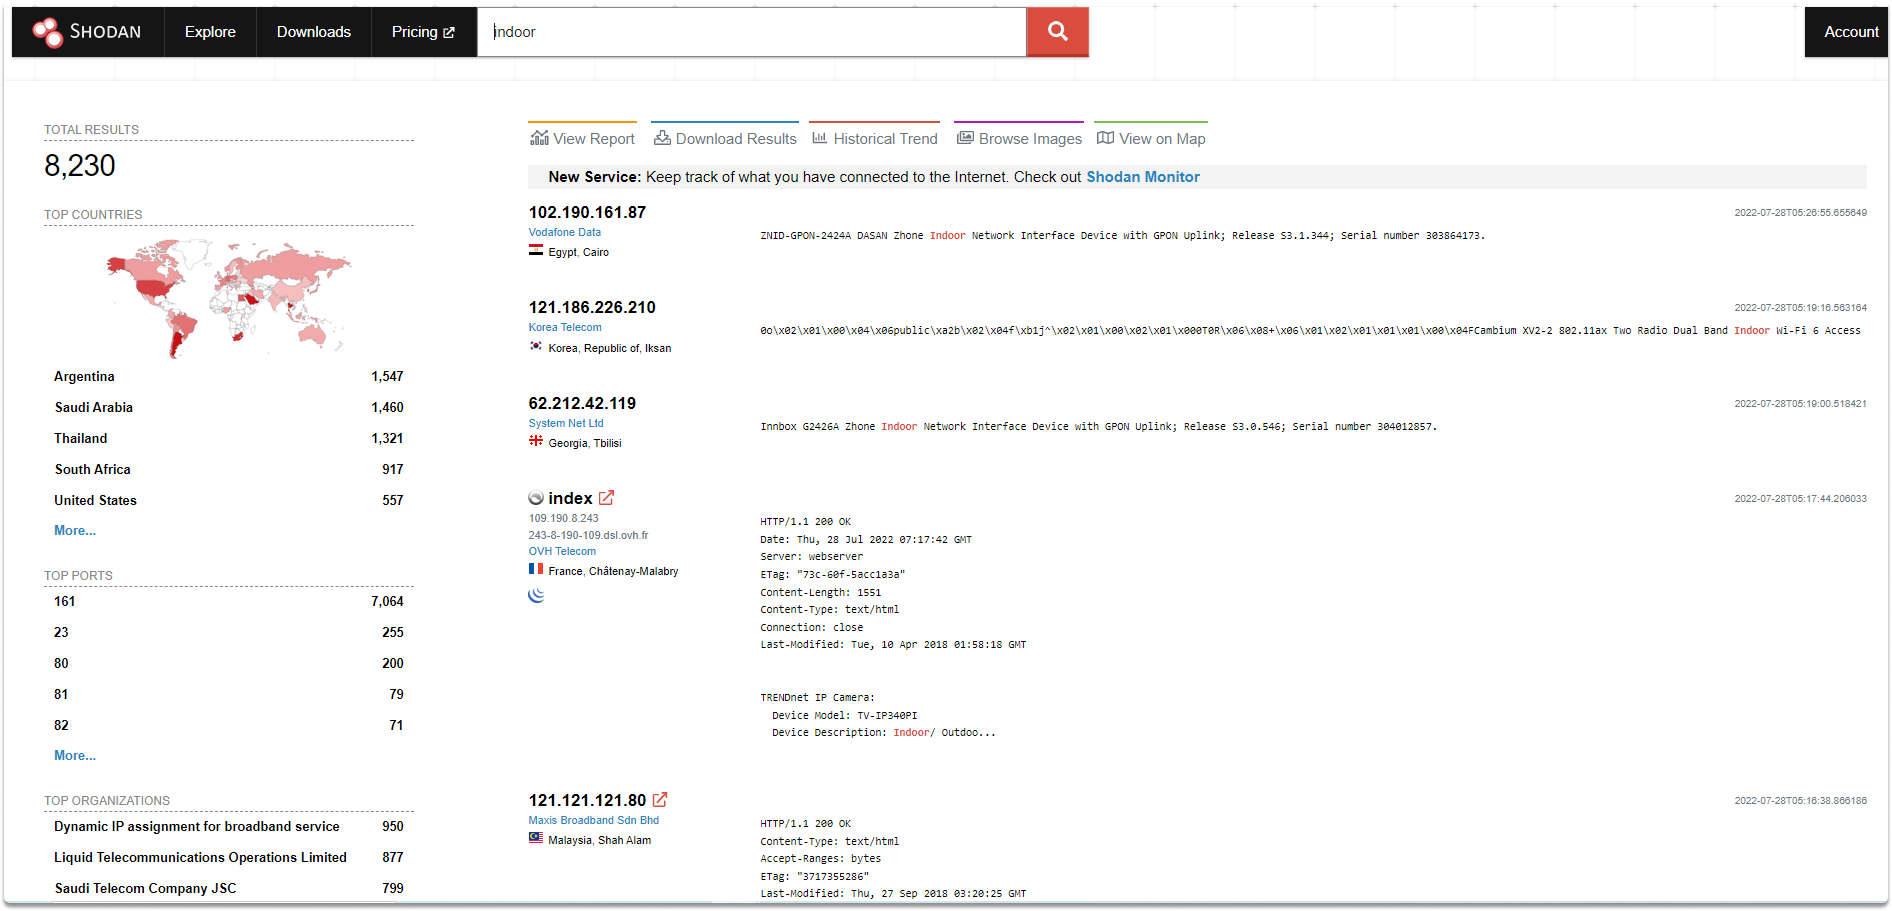 SHODAN Explore Downloads Pricing indoor Account
TOTAL RESULTS
8,230
TOP COUNTRIES
Argentina 1,547
Saudi Arabia 1,460
Thailand 1,321
South Africa 917
United States 557
More...
TOP PORTS
161 7,064
23 255
80 200
81 79
82 71
More...
TOP ORGANIZATIONS
Dynamic IP assignment for broadband service 950
Liquid Telecommunications Operations Limited 877
Saudi Telecom Company JSC 799
View Report Download Results Historical Trend Browse Images View on Map
New Service: Keep track of what you have connected to the Internet. Check out Shodan Monitor
102.190.161.87 2022-07-28T05:26:55.655649
Vodafone Data
Egypt, Cairo
ZNID-GPON-2424A DASAN Zhone Indoor Network Interface Device with GPON Uplink; Release S3.1.344; Serial number 303864173.
121.186.226.210 2022-07-28T05:19:16.563164
Korea Telecom
Korea, Republic of, Iksan
0o\x02\x01\x00\x04\x06public\xa2b\x02\x04f\xb1j^\x02\x01\x00\x02\x01\x000T0R\x06\x08+\x06\x01\x02\x01\x01\x01\x00\x04FCambium XV2-2 802.11ax Two Radio Dual Band Indoor Wi-Fi 6 Access
62.212.42.119 2022-07-28T05:19:00.518421
System Net Ltd
Georgia, Tbilisi
Innbox G2426A Zhone Indoor Network Interface Device with GPON Uplink; Release S3.0.546; Serial number 304012857.
index 2022-07-28T05:17:44.206033
109.190.8.243
243-8-190-109.dsl.ovh.fr
OVH Telecom
France, Châtenay-Malabry
HTTP/1.1 200 OK
Date: Thu, 28 Jul 2022 07:17:42 GMT
Server: webserver
ETag: "73c-60f-5acc1a3a"
Content-Length: 1551
Content-Type: text/html
Connection: close
Last-Modified: Tue, 10 Apr 2018 01:58:18 GMT
TRENDnet IP Camera:
Device Model: TV-IP340PI
Device Description: Indoor/ Outdoo...
121.121.121.80 2022-07-28T05:16:38.866186
Maxis Broadband Sdn Bhd
Malaysia, Shah Alam
HTTP/1.1 200 OK
Content-Type: text/html
Accept-Ranges: bytes
ETag: "3717355286"
Last-Modified: Thu, 27 Sep 2018 03:20:25 GMT